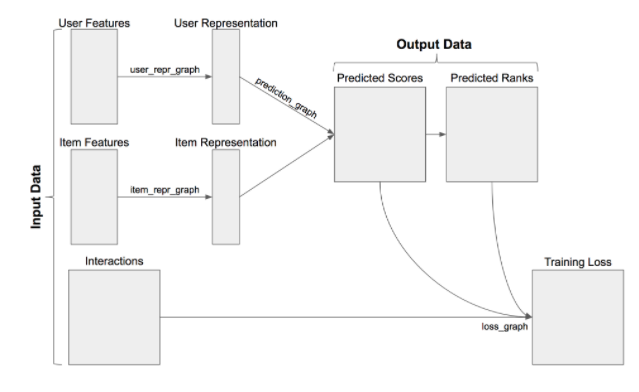 User Features
User Representation
Output Data
user_repr_graph
prediction_graph
Predicted Scores
Predicted Ranks
Item Features
Item Representation
Input Data
item_repr_graph
Interactions
Training Loss
loss_graph